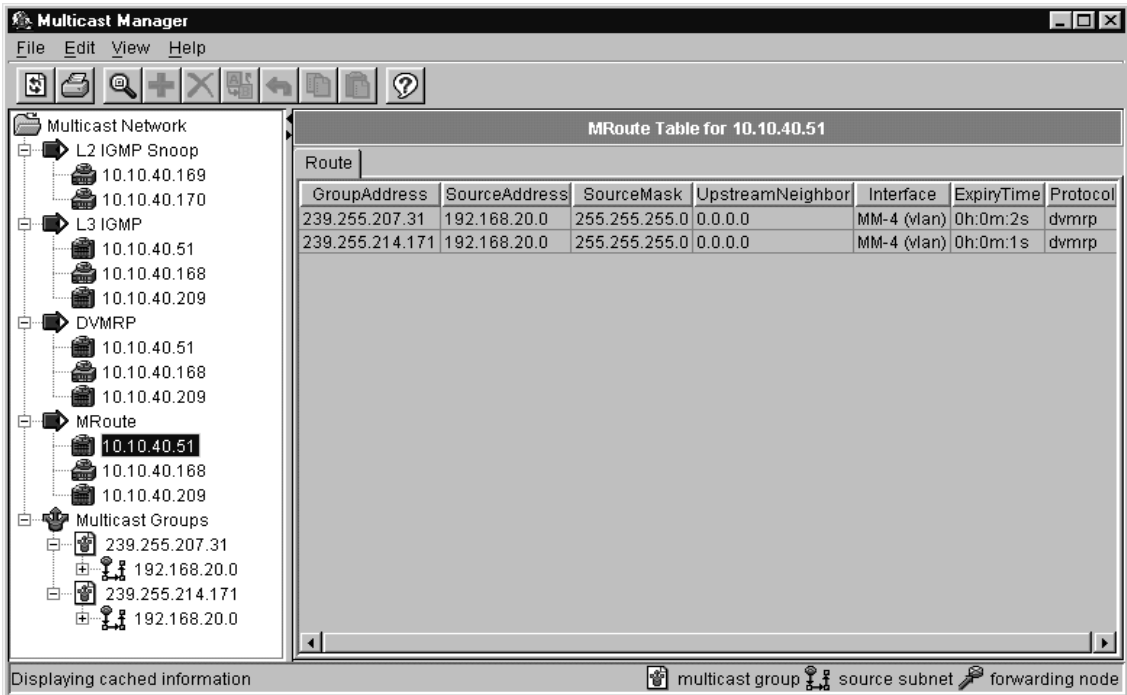 Multicast Manager
File Edit View Help
Multicast Network
L2 IGMP Snoop
10.10.40.169
10.10.40.170
L3 IGMP
10.10.40.51
10.10.40.168
10.10.40.209
DVMRP
10.10.40.51
10.10.40.168
10.10.40.209
MRoute
10.10.40.51
10.10.40.168
10.10.40.209
Multicast Groups
239.255.207.31
192.168.20.0
239.255.214.171
192.168.20.0
MRoute Table for 10.10.40.51
Route
GroupAddress SourceAddress SourceMask UpstreamNeighbor Interface ExpiryTime Protocol
239.255.207.31 192.168.20.0 255.255.255.0 0.0.0.0 MM-4 (vlan) 0h:0m:2s dvmrp
239.255.214.171 192.168.20.0 255.255.255.0 0.0.0.0 MM-4 (vlan) 0h:0m:1s dvmrp
Displaying cached information
multicast group source subnet forwarding node